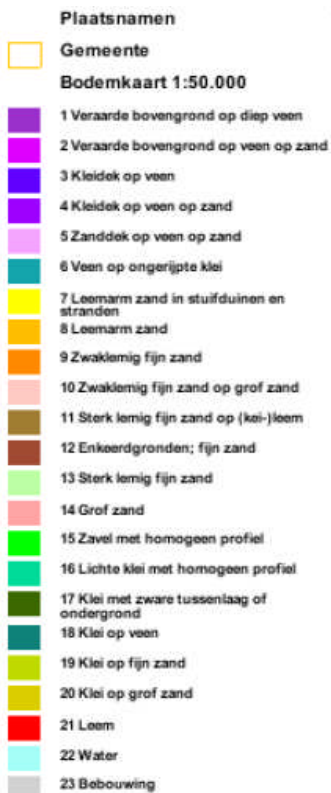 Plaatsnamen
Gemeente
Bodemkaart 1:50.000
1 Veraarde bovengrond op diep veen
2 Veraarde bovengrond op veen op zand
3 Kleidek op veen
4 Kleidek op veen op zand
5 Zanddek op veen op zand
6 Veen op ongerijpte klei
7 Leemarm zand in stuifduinen en
stranden
8 Leemarm zand
9 Zwaklemig fijn zand
10 Zwaklemig fijn zand op grof zand
11 Sterk lemig fijn zand op (kei-)leem
12 Enkeerdgronden; fijn zand
13 Sterk lemig fijn zand
14 Grof zand
15 Zavel met homogeen profiel
16 Lichte klei met homogeen profiel
17 Klei met zware tussenlaag of
ondergrond
18 Klei op veen
19 Klei op fijn zand
20 Klei op grof zand
21 Leem
22 Water
23 Bebouwing